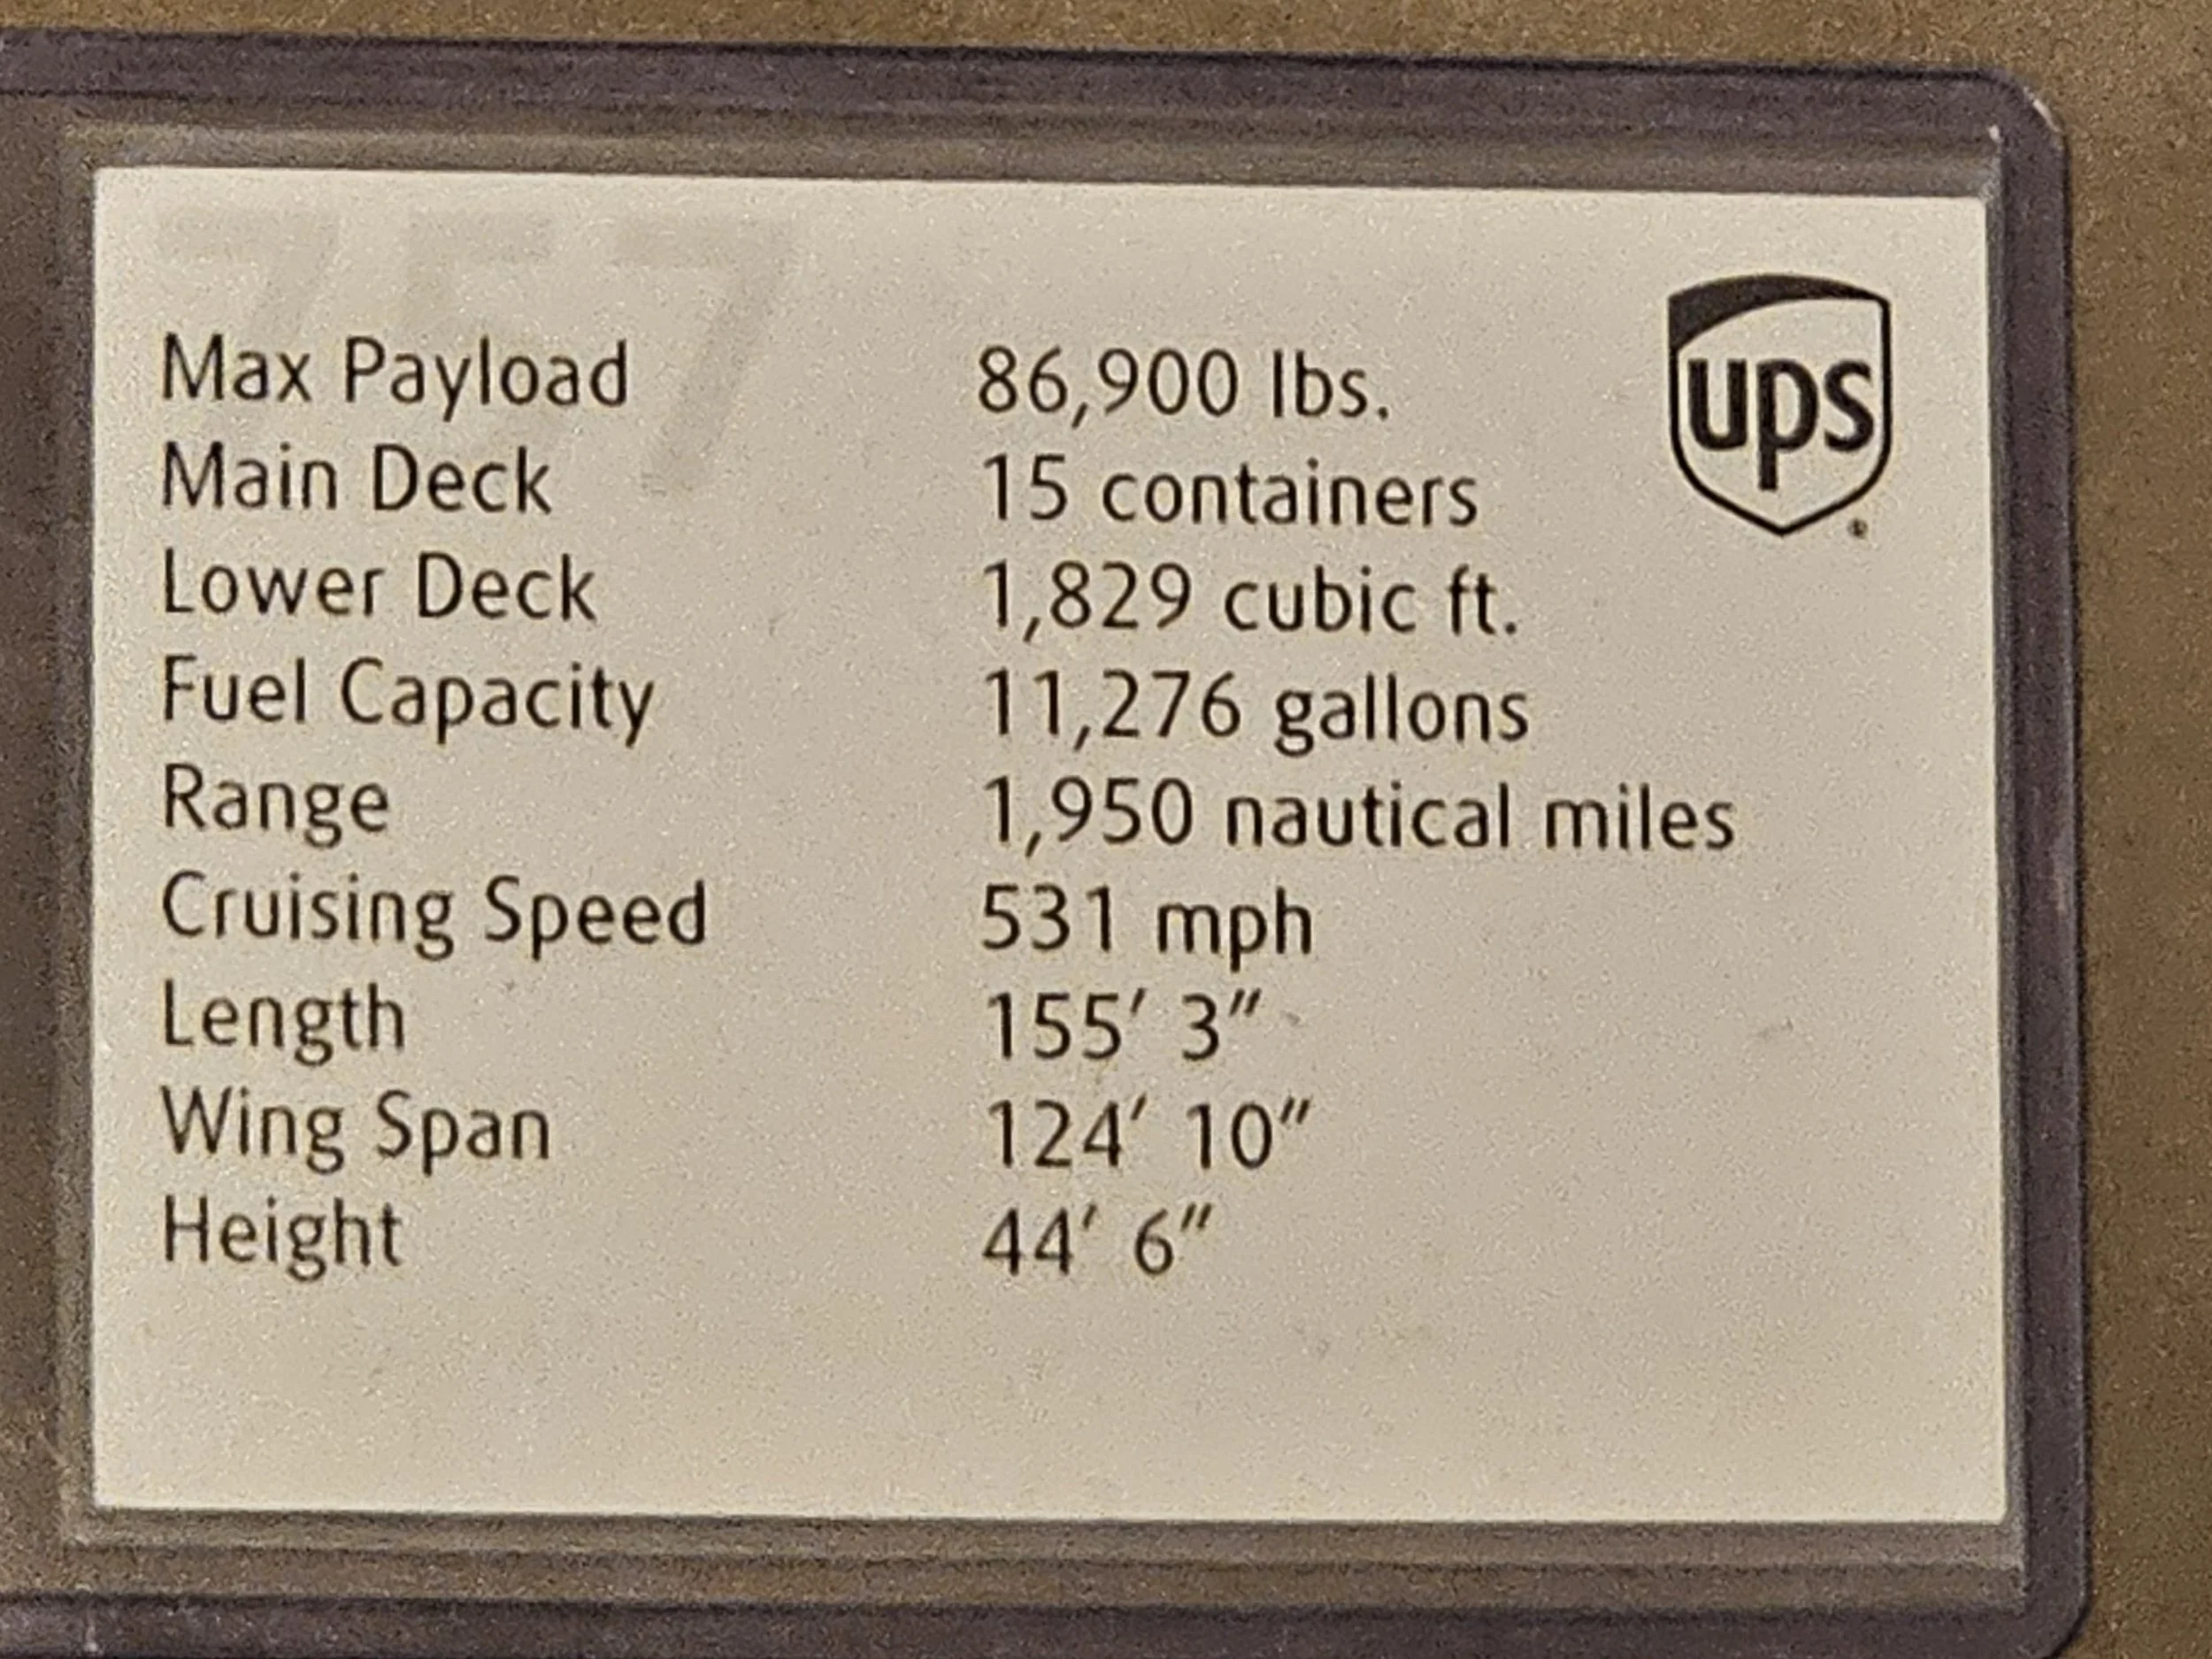 757
Max Payload 86,900 lbs.
Main Deck 15 containers
Lower Deck 1,829 cubic ft.
Fuel Capacity 11,276 gallons
Range 1,950 nautical miles
Cruising Speed 531 mph
Length 155′ 3″
Wing Span 124′ 10″
Height 44′ 6″
ups